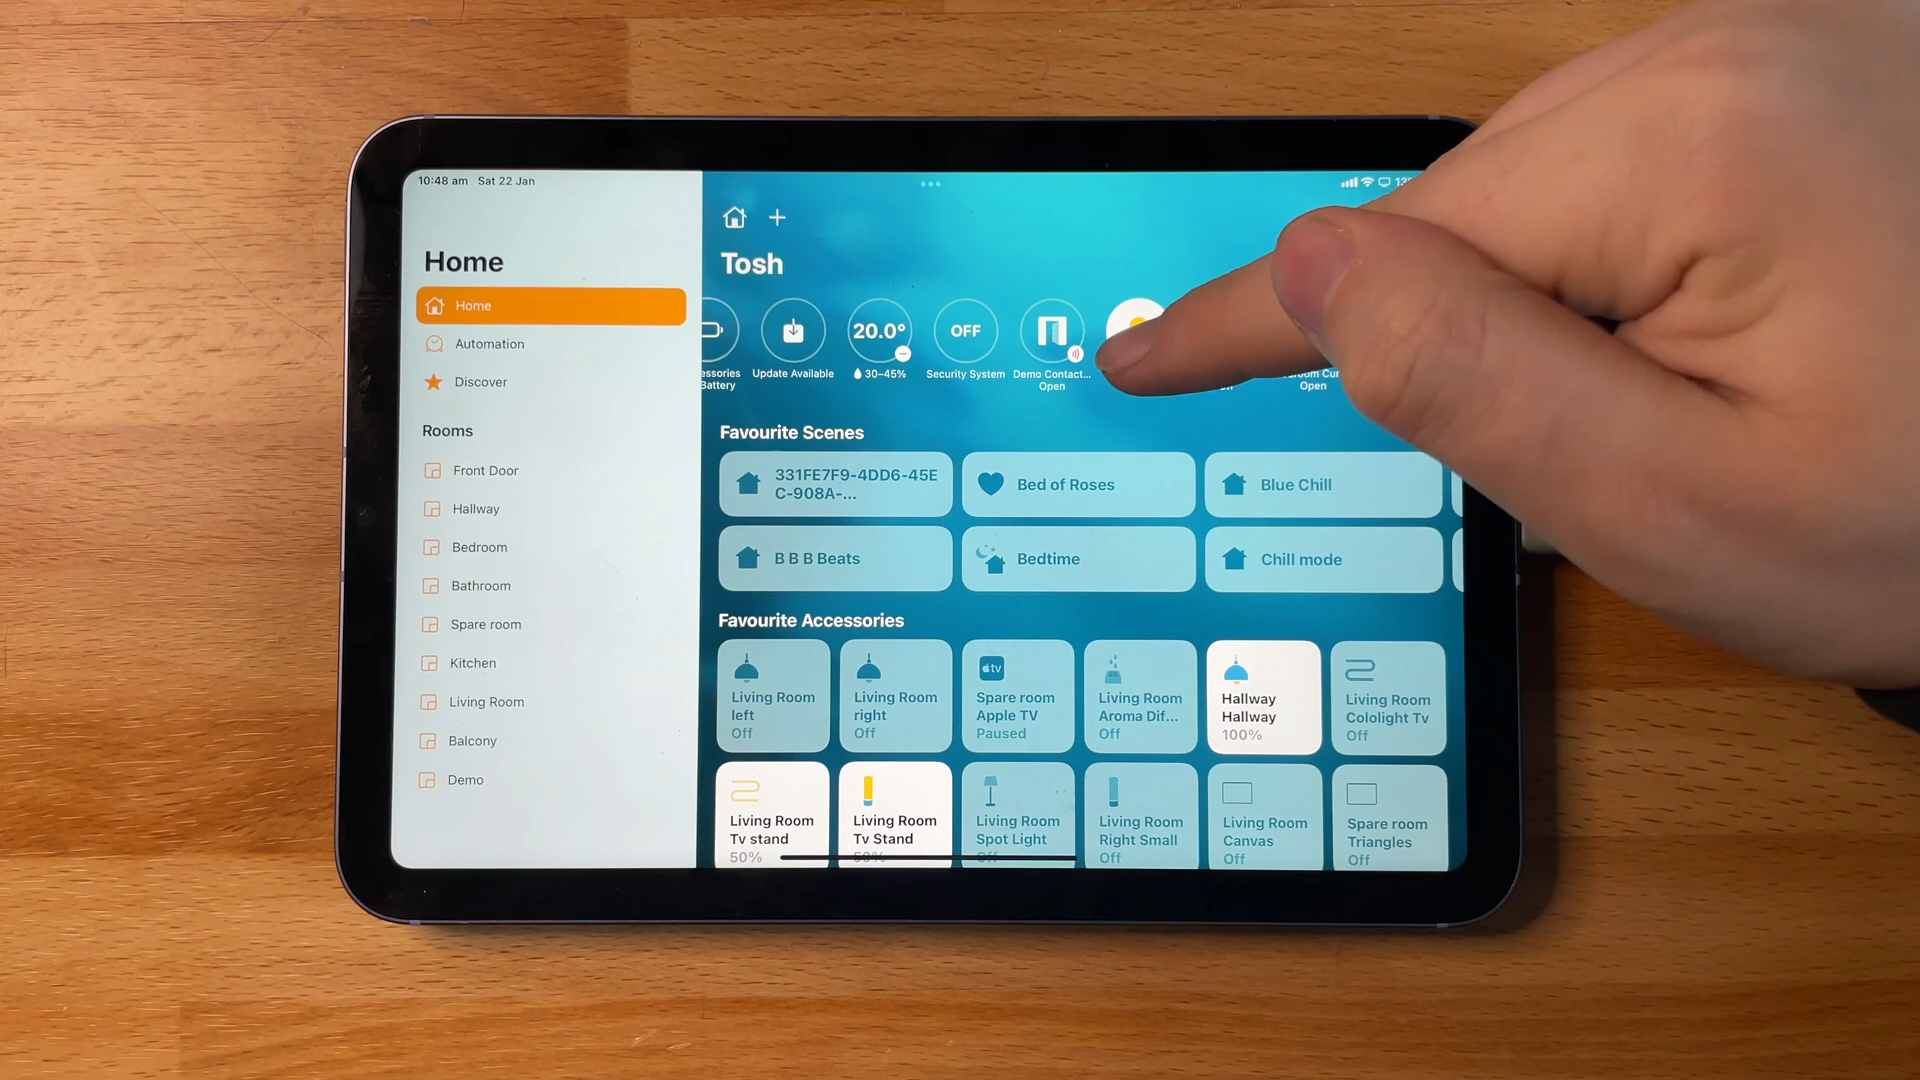 10:48 am Sat 22 Jan
Home
Home
Automation
Discover
Rooms
Front Door
Hallway
Bedroom
Bathroom
Spare room
Kitchen
Living Room
Balcony
Demo
Tosh
20.0°
OFF
Battery
Update Available
30–45%
Security System
Demo Contact...
Open
Open
Favourite Scenes
331FE7F9-4DD6-45E
C-908A-...
Bed of Roses
Blue Chill
B B B Beats
Bedtime
Chill mode
Favourite Accessories
Living Room
left
Off
Living Room
right
Off
tv
Spare room
Apple TV
Paused
Living Room
Aroma Dif...
Off
Hallway
Hallway
100%
Living Room
Cololight Tv
Off
Living Room
Tv stand
50%
Living Room
Tv Stand
50%
Living Room
Spot Light
Off
Living Room
Right Small
Off
Living Room
Canvas
Off
Spare room
Triangles
Off